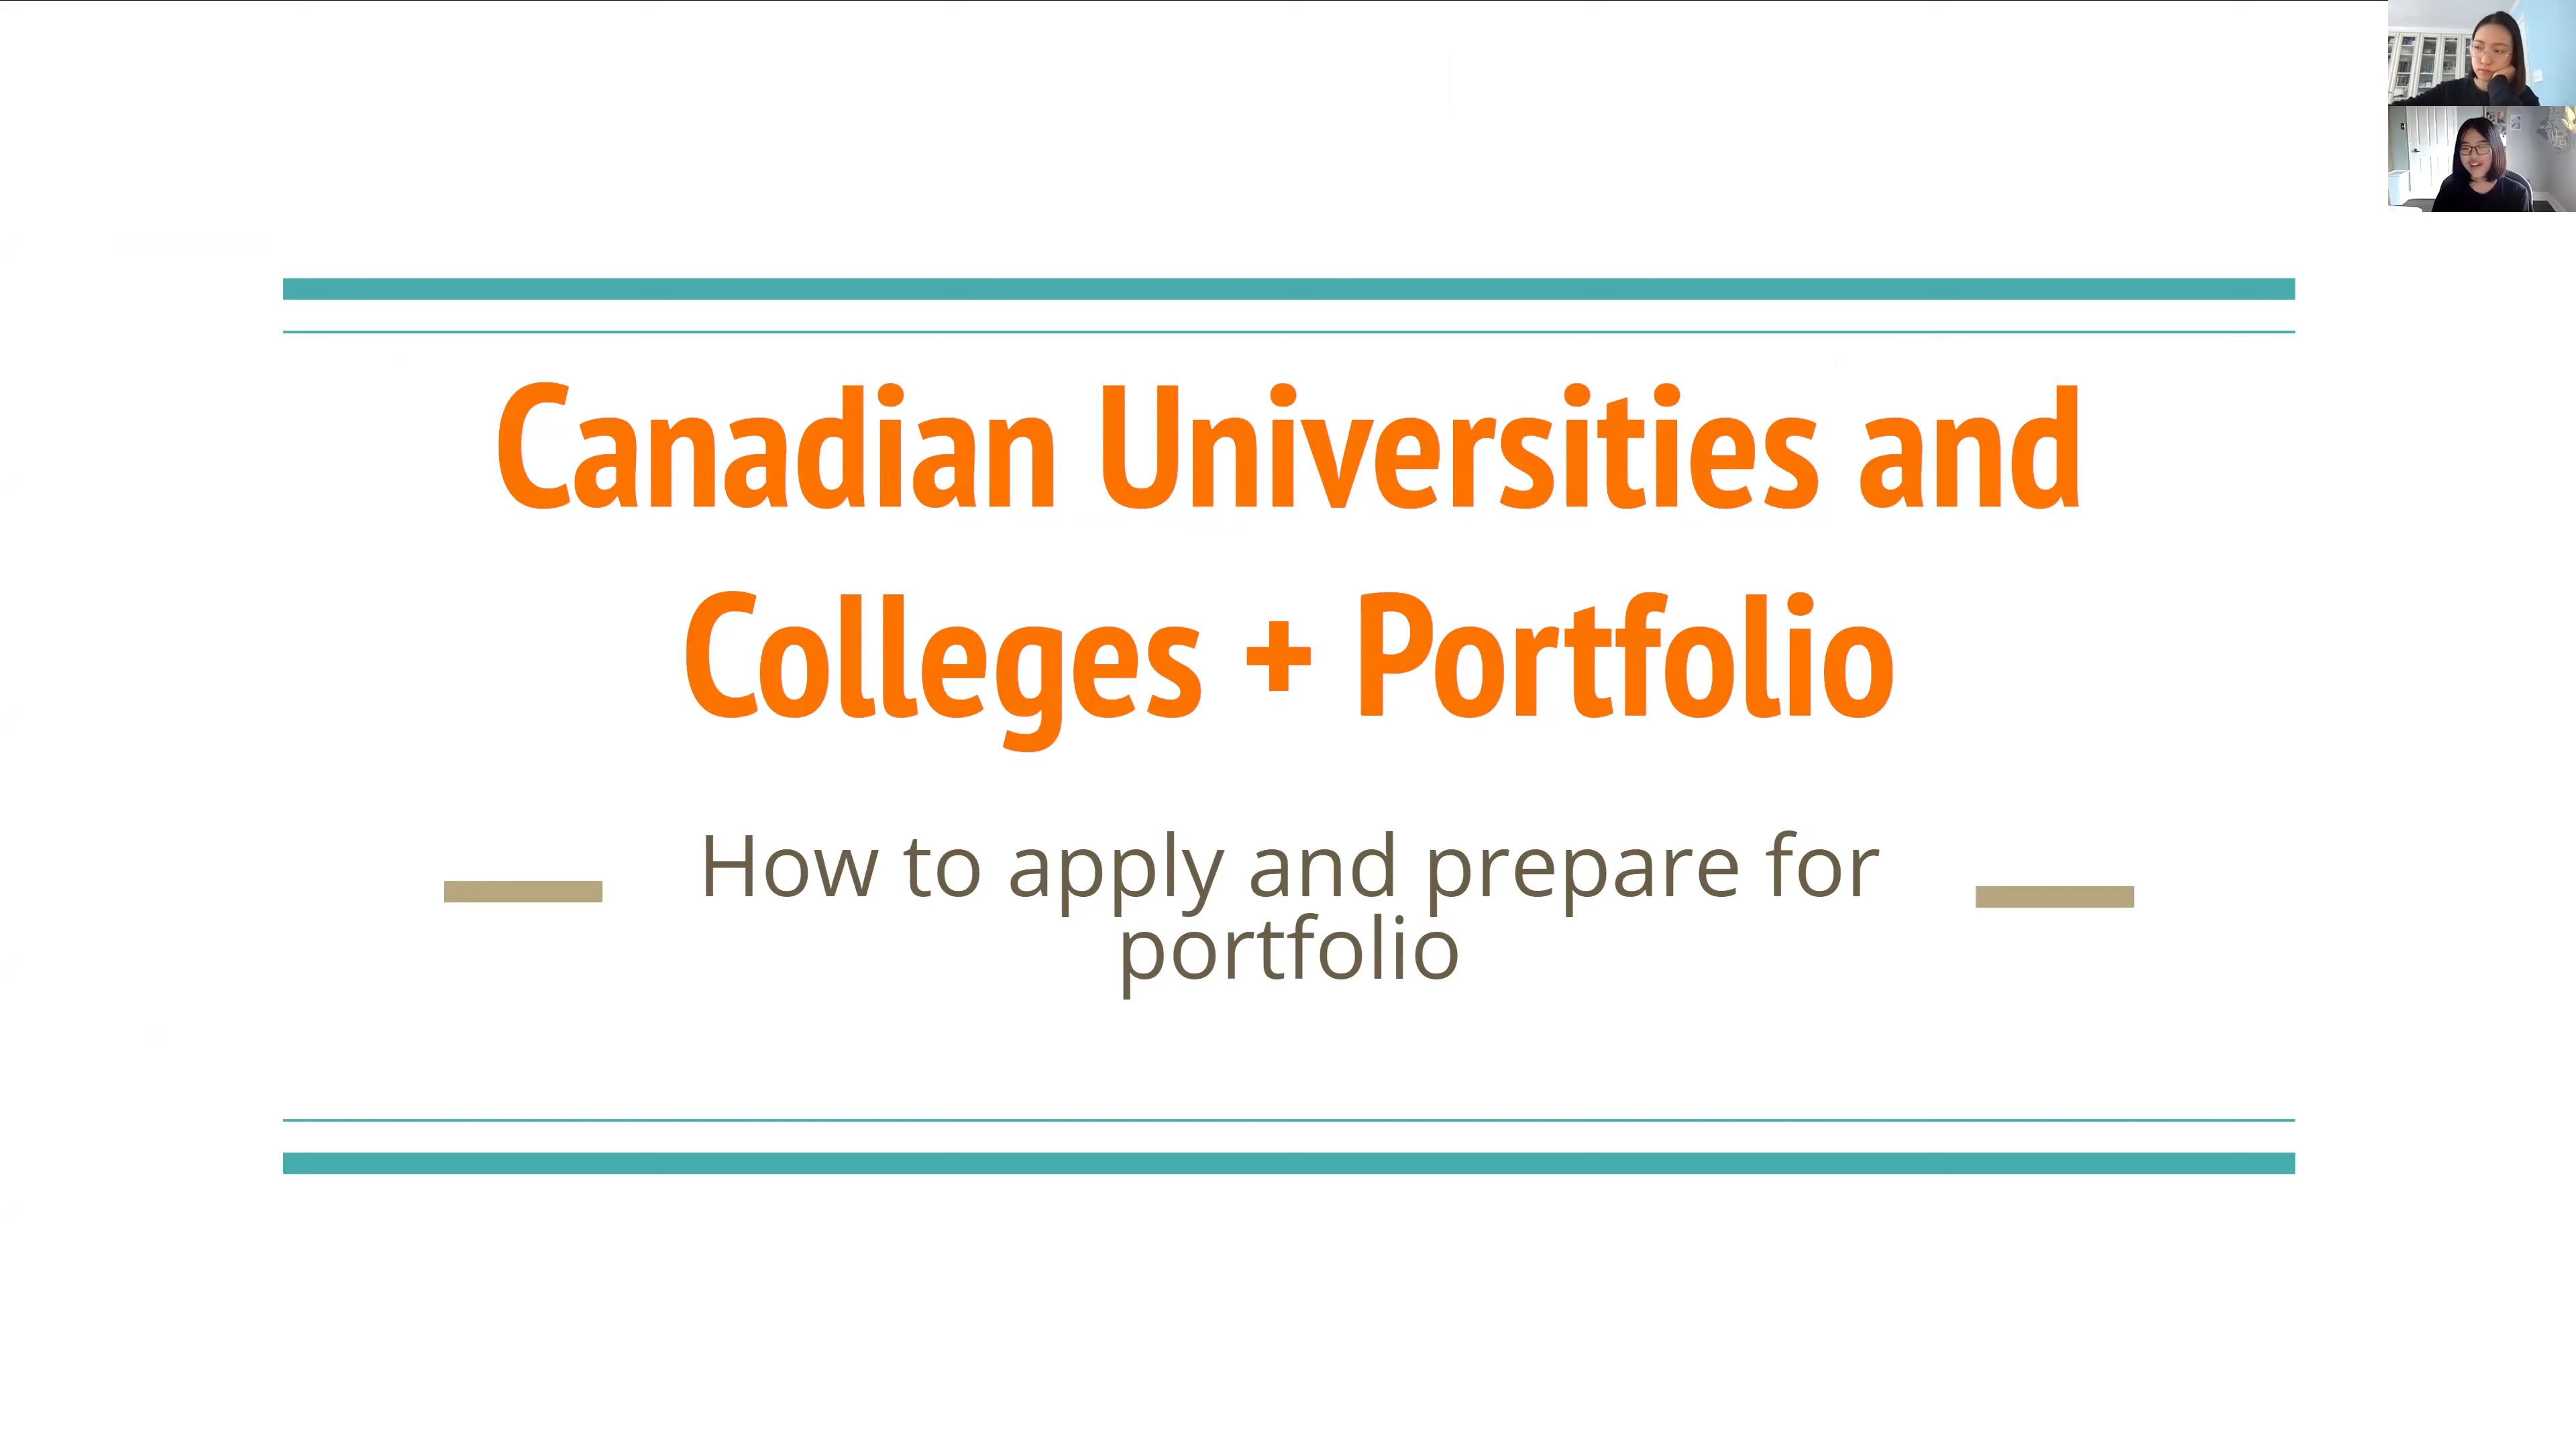 Canadian Universities and
Colleges + Portfolio
How to apply and prepare for
portfolio